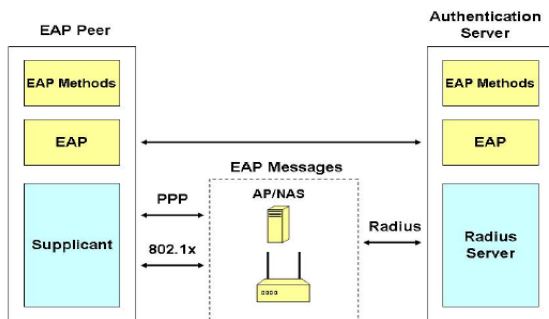 EAP Peer
Authentication
Server
EAP Methods
EAP Methods
EAP
EAP
EAP Messages
PPP
AP/NAS
Supplicant
802.1x
Radius
Radius
Server